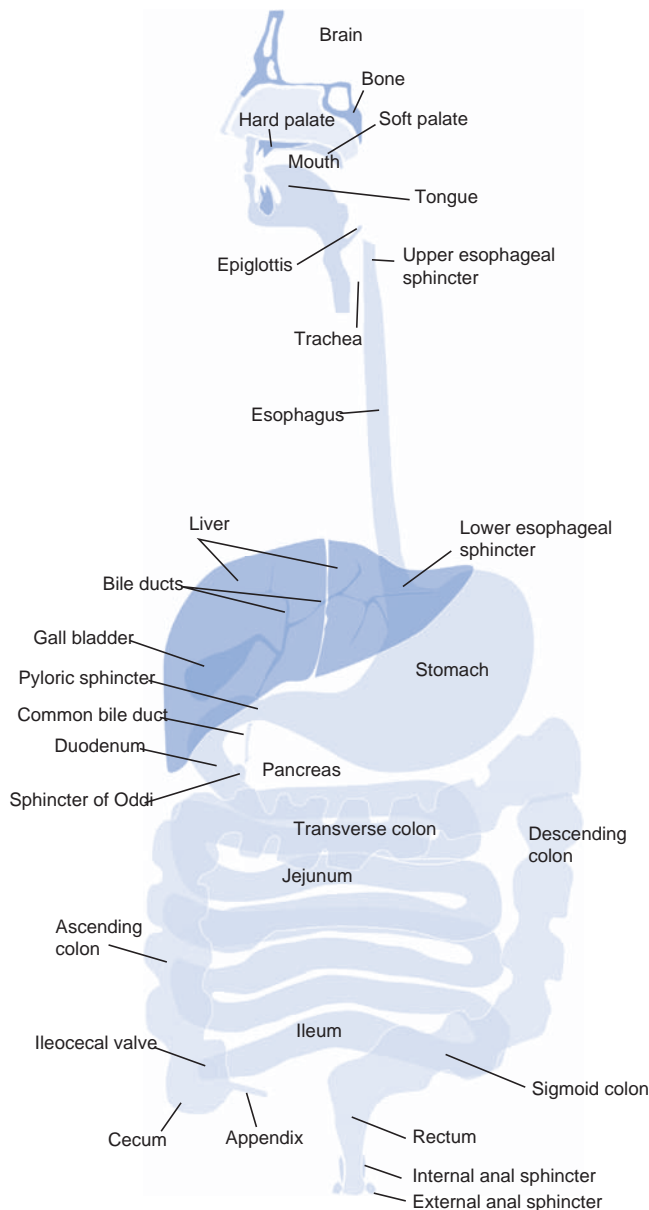 Brain
Bone
Hard palate
Soft palate
Mouth
Tongue
Epiglottis
Upper esophageal
sphincter
Trachea
Esophagus
Liver
Lower esophageal
sphincter
Bile ducts
Gall bladder
Stomach
Pyloric sphincter
Common bile duct
Duodenum
Pancreas
Sphincter of Oddi
Transverse colon
Descending
colon
Jejunum
Ascending
colon
Ileum
Ileocecal valve
Sigmoid colon
Cecum
Appendix
Rectum
Internal anal sphincter
External anal sphincter